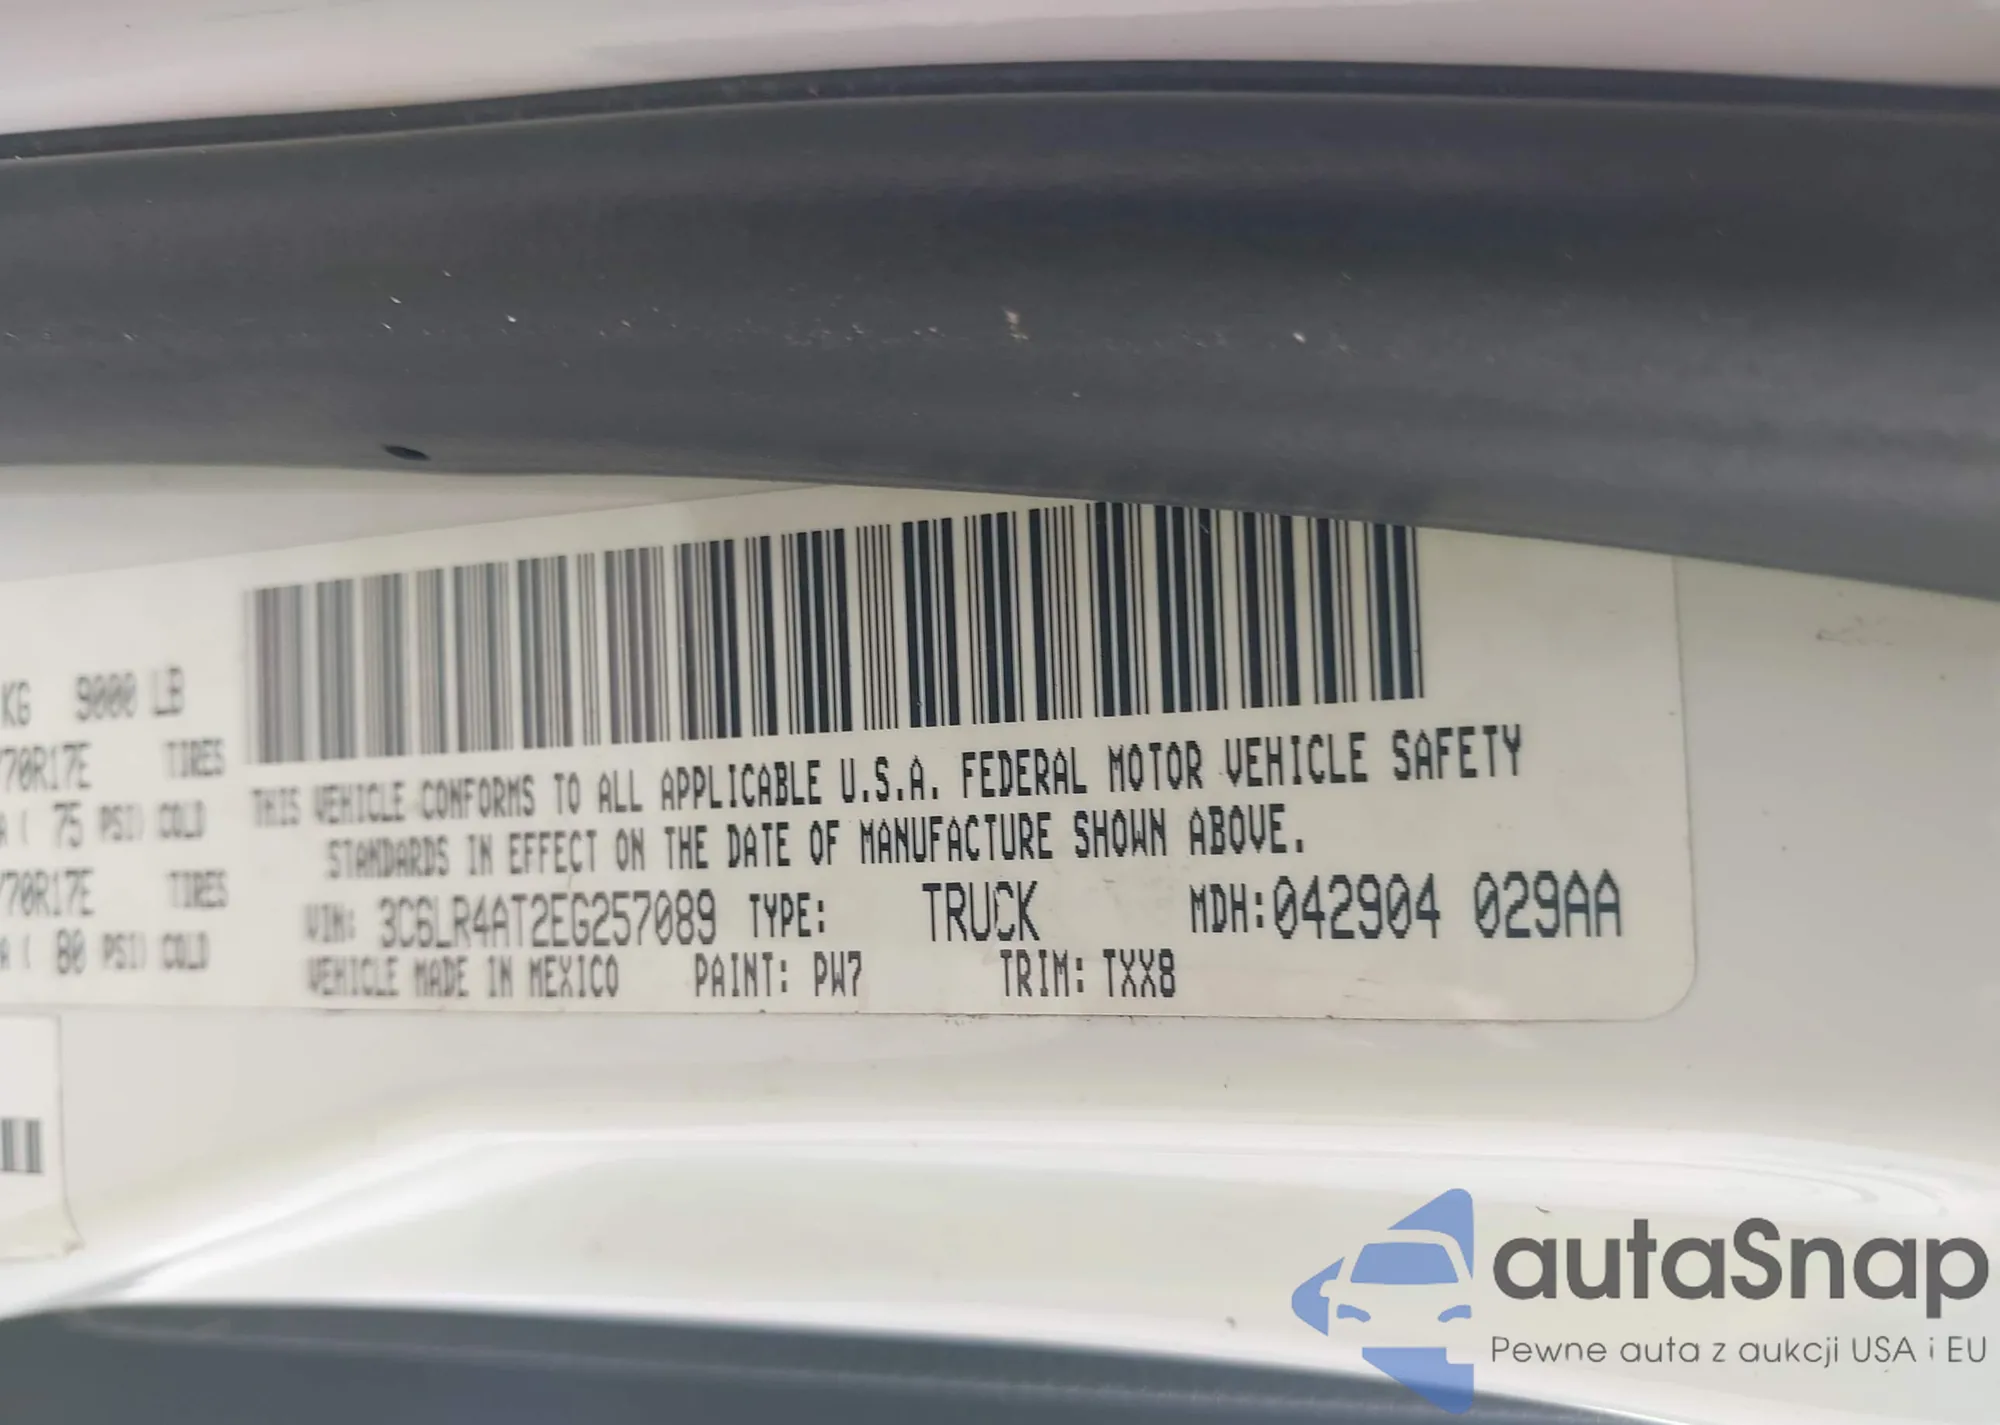 KG 9000 LB
70R17E TIRES
( 75 PSI) COLD
70R17E TIRES
( 80 PSI) COLD
THIS VEHICLE CONFORMS TO ALL APPLICABLE U.S.A. FEDERAL MOTOR VEHICLE SAFETY
STANDARDS IN EFFECT ON THE DATE OF MANUFACTURE SHOWN ABOVE.
VIN: 3C6LR4AT2EG257089 TYPE: TRUCK MDH:042904 029AA
VEHICLE MADE IN MEXICO PAINT: PW7 TRIM: TXX8
autaSnap
Pewne auta z aukcji USA i EU